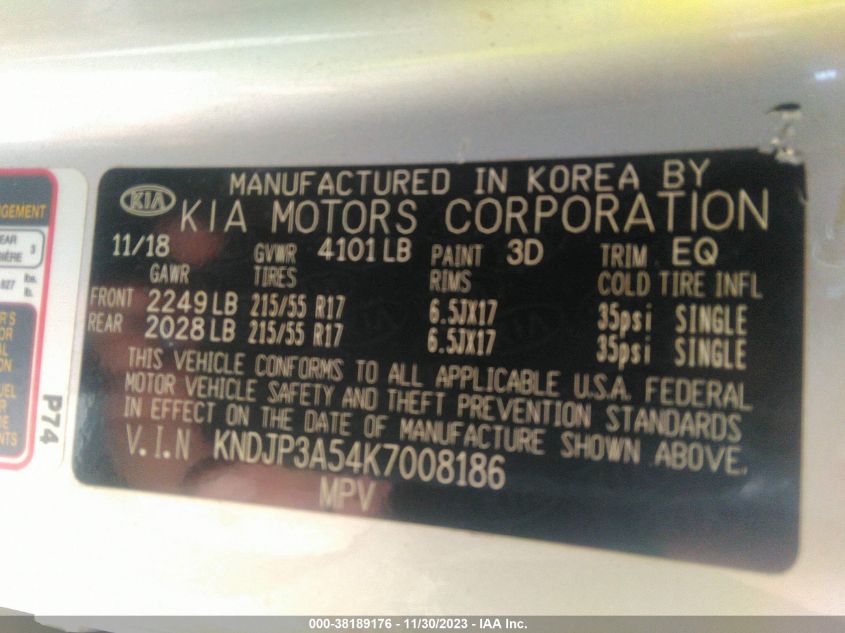 MANUFACTURED IN KOREA BY
KIA KIA MOTORS CORPORATION
11/18 GVWR 4101 LB PAINT 3D TRIM EQ
GAWR TIRES RIMS COLD TIRE INFL
FRONT 2249 LB 215/55 R17 6.5JX17 35psi SINGLE
REAR 2028 LB 215/55 R17 6.5JX17 35psi SINGLE
THIS VEHICLE CONFORMS TO ALL APPLICABLE U.S.A. FEDERAL
MOTOR VEHICLE SAFETY AND THEFT PREVENTION STANDARDS
IN EFFECT ON THE DATE OF MANUFACTURE SHOWN ABOVE.
V.I.N KNDJP3A54K7008186
MPV
3
lbs.
lb.
P74
000-38189176 - 11/30/2023 - IAA Inc.